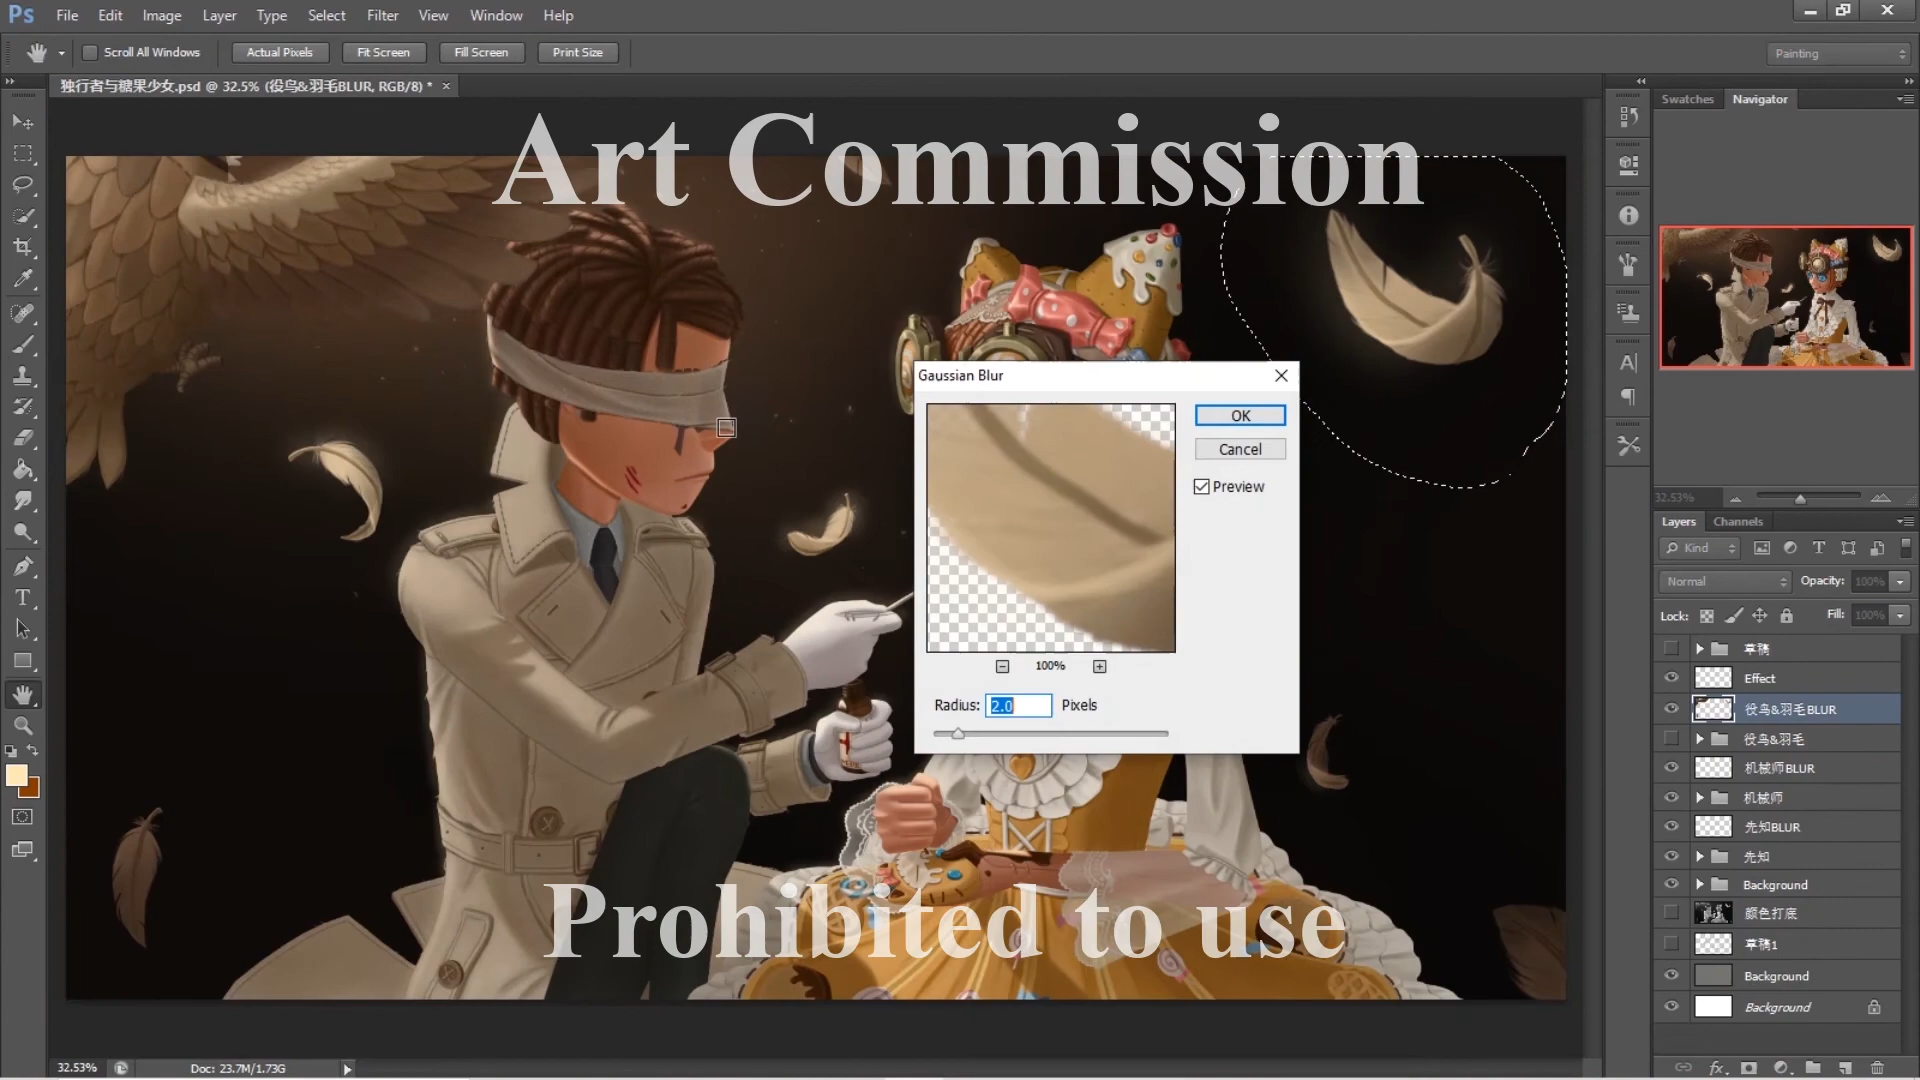 Ps File Edit Image Layer Type Select Filter View Window Help
Scroll All Windows Actual Pixels Fit Screen Fill Screen Print Size Painting
独行者与糖果少女.psd @ 32.5% (役鸟&羽毛BLUR, RGB/8) * ×
Swatches Navigator
Art Commission
Gaussian Blur
OK
Cancel
Preview
100%
Radius: 2.0 Pixels
32.53%
Layers Channels
Kind
Normal Opacity: 100%
Lock: Fill: 100%
草稿
Effect
役鸟&羽毛BLUR
役鸟&羽毛
机械师BLUR
机械师
先知BLUR
先知
Background
颜色打底
草稿1
Background
Background
Prohibited to use
32.53% Doc: 23.7M/1.73G